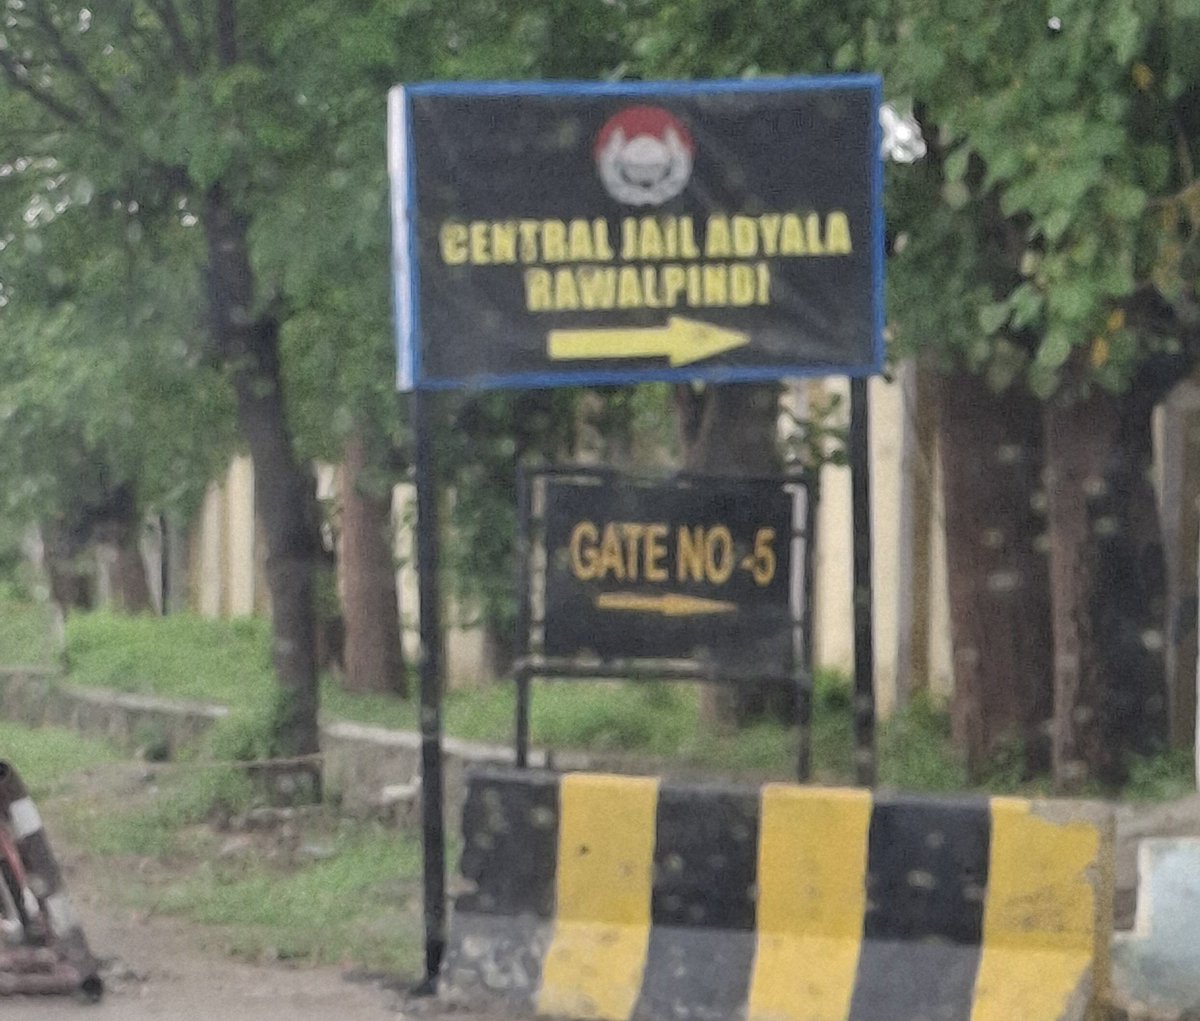 CENTRAL JAIL ADYALA
RAWALPINDI
GATE NO -5